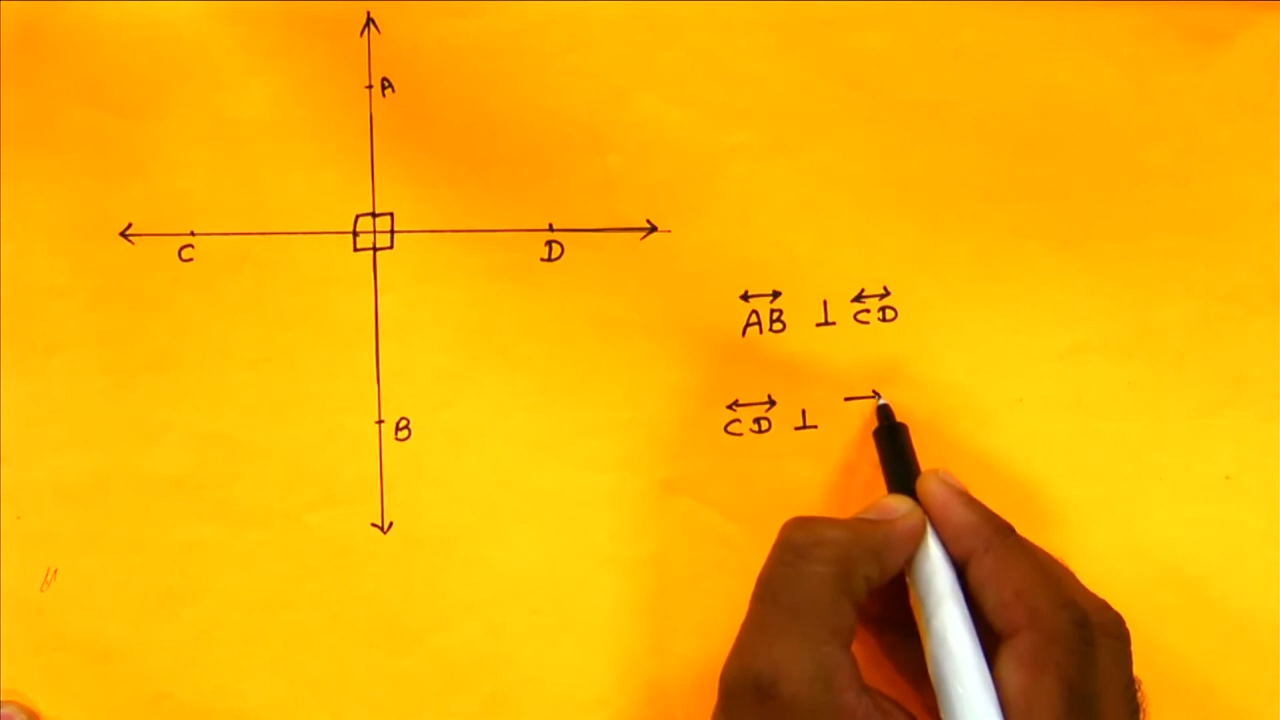 A
C D
B
↔AB ⊥ ↔CD
↔CD ⊥ →